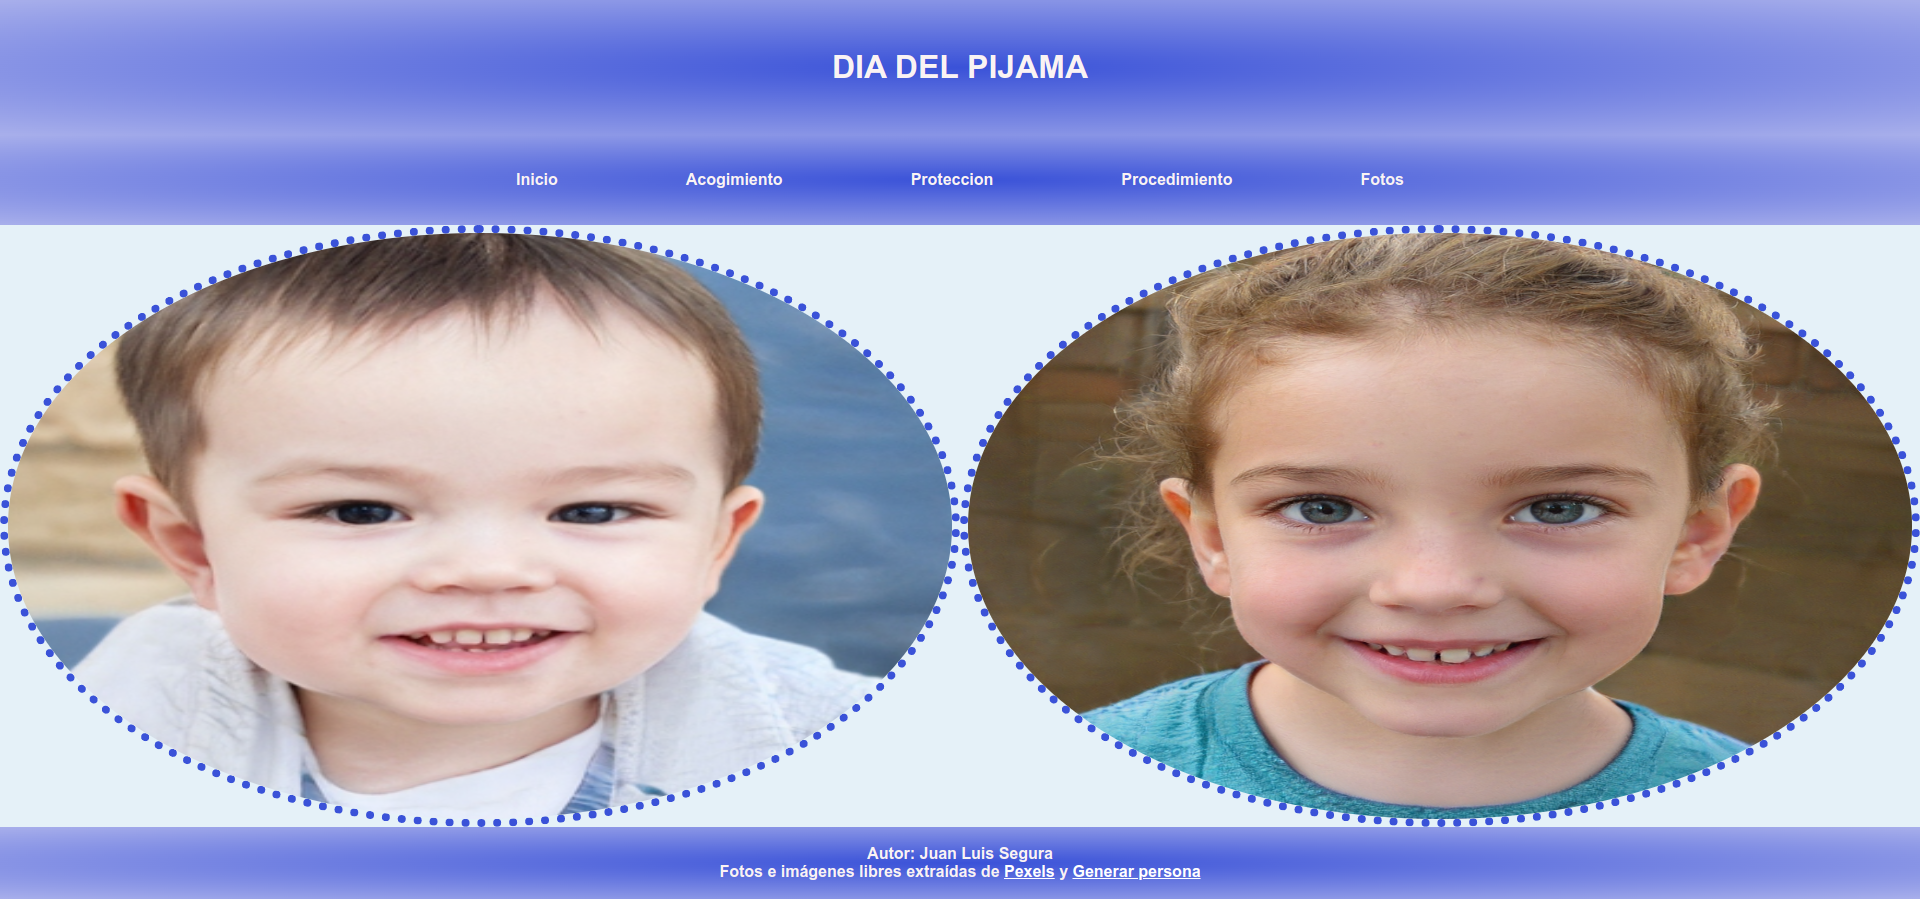 DIA DEL PIJAMA
Inicio Acogimiento Proteccion Procedimiento Fotos
Autor: Juan Luis Segura
Fotos e imágenes libres extraídas de Pexels y Generar persona